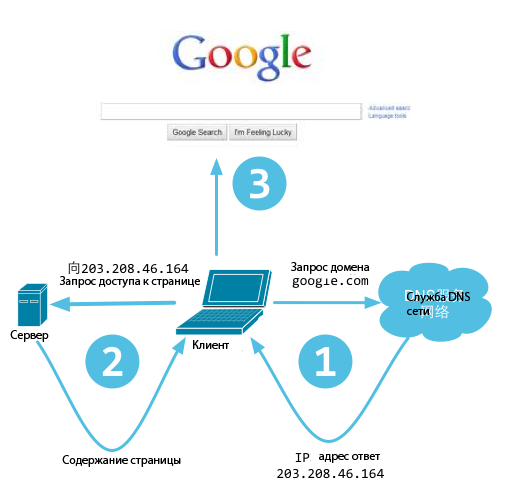 Google
Advanced search
Language tools
Google Search
I'm Feeling Lucky
3
向203.208.46.164
Запрос доступа к странице
Запрос домена
google.com
Служба DNS
сети
网络
Сервер
Клиент
2
1
Содержание страницы
IP адрес ответ
203.208.46.164